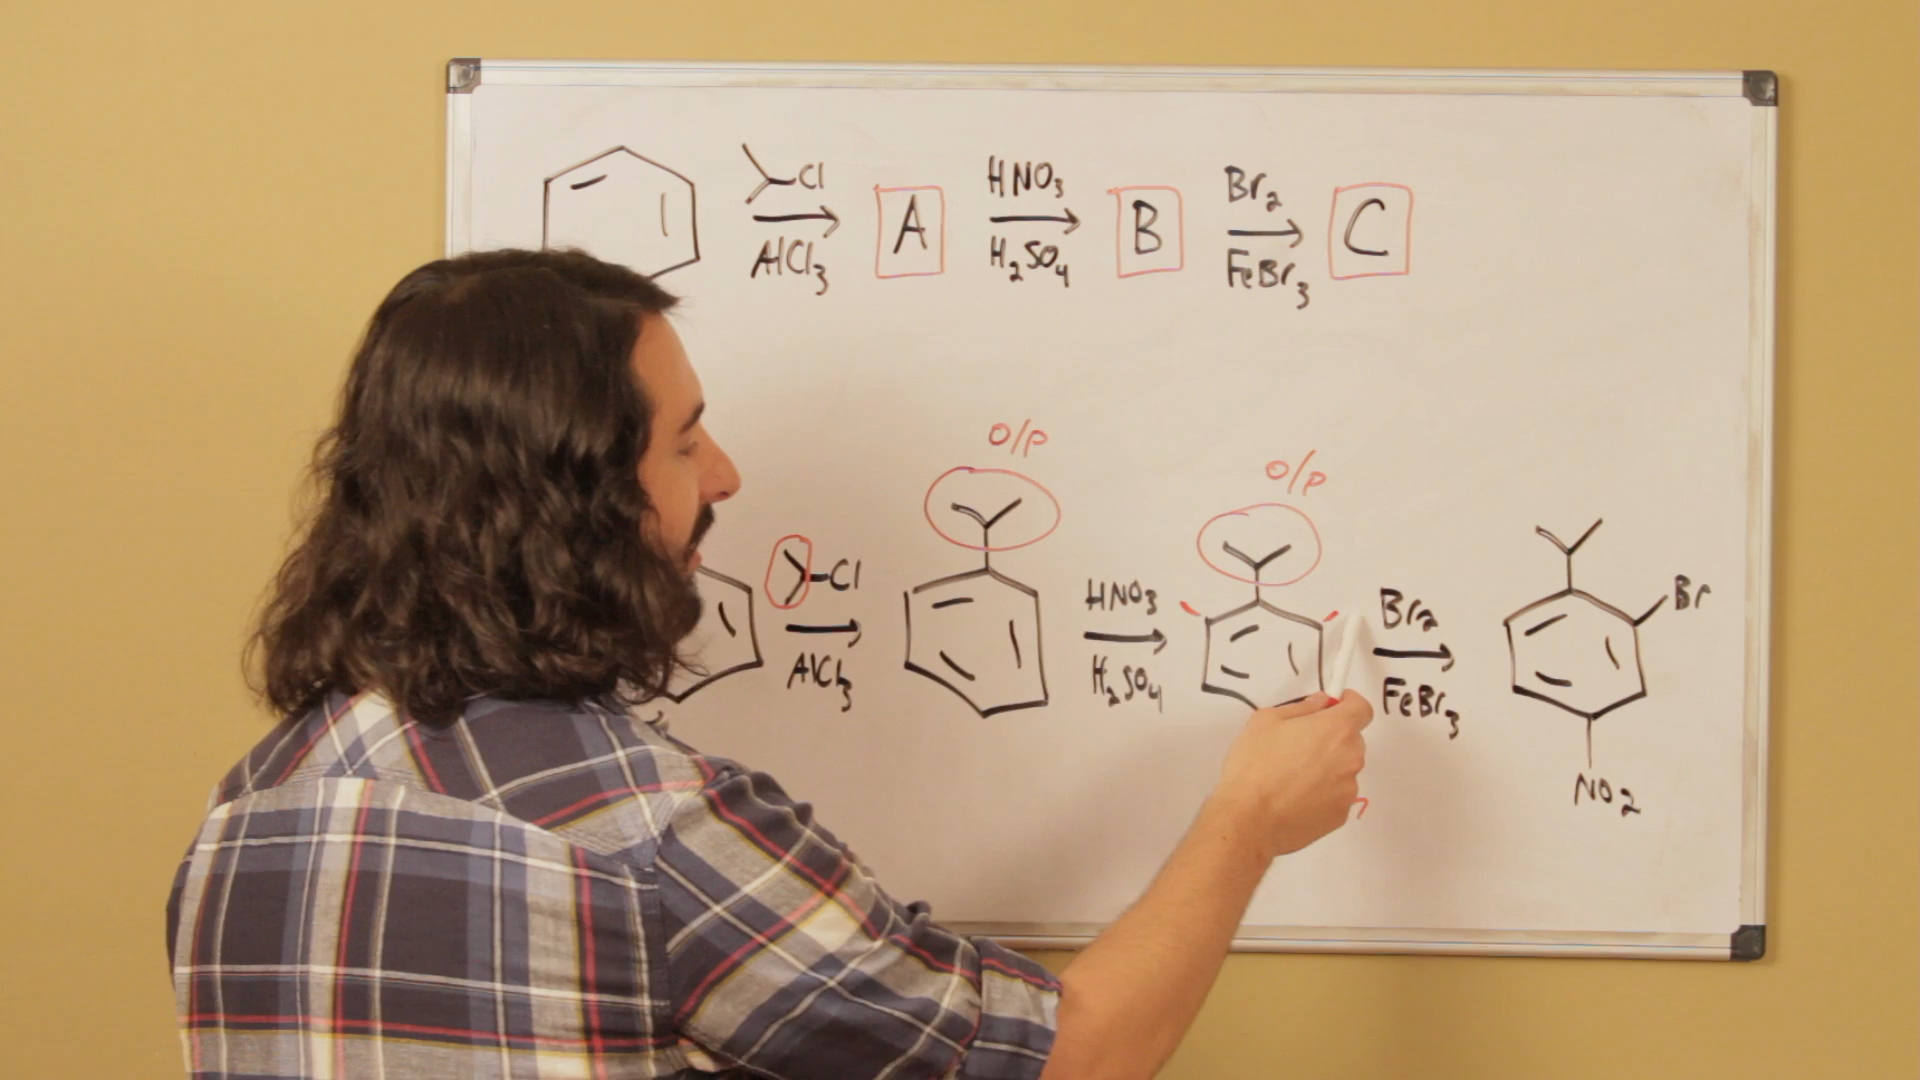 Cl
AlCl3
A
HNO3
H2SO4
B
Br2
FeBr3
C
o/p
o/p
Cl
AlCl3
HNO3
H2SO4
Br2
FeBr3
Br
NO2